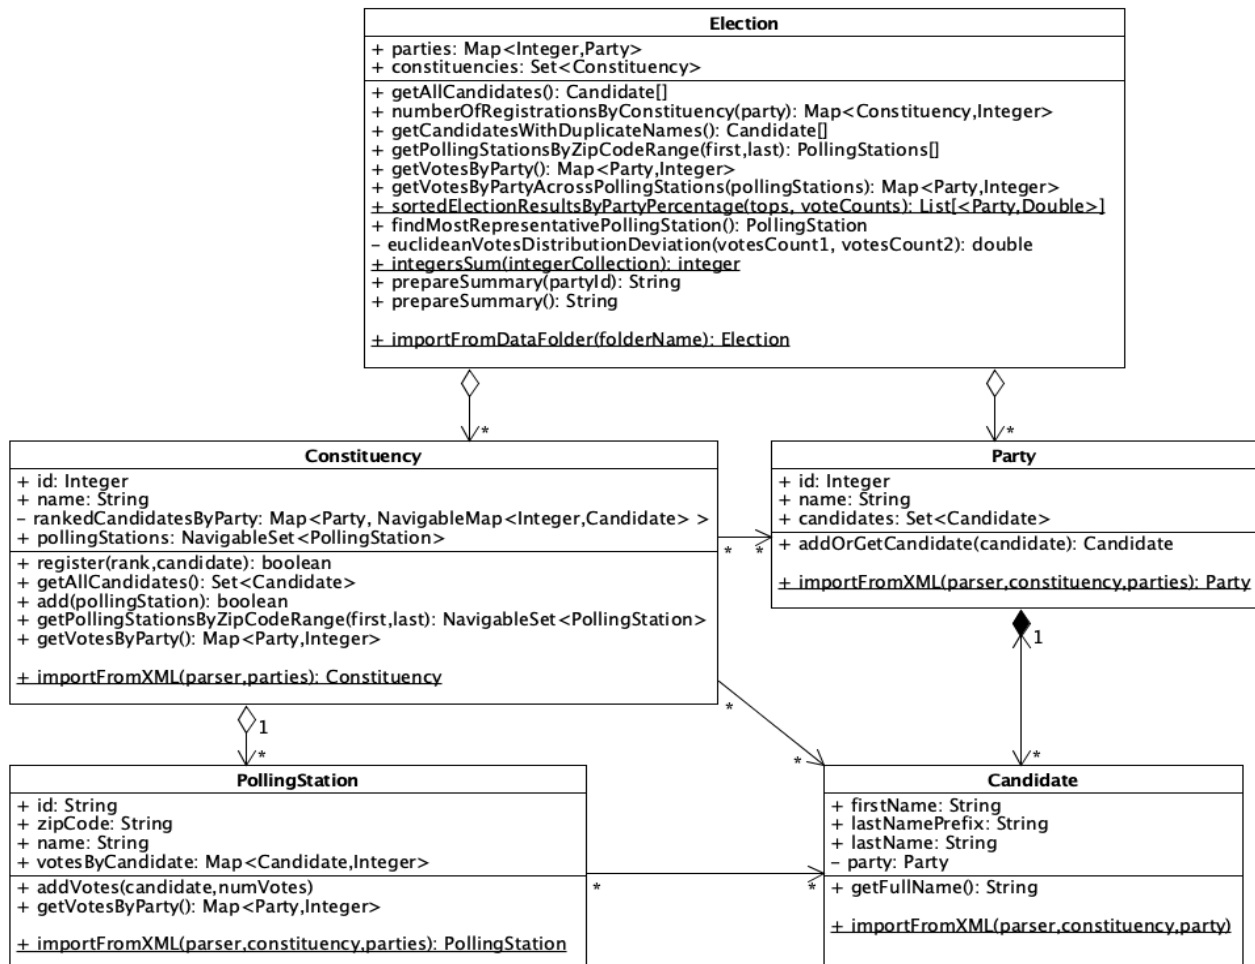 Election
+ parties: Map<Integer,Party>
+ constituencies: Set<Constituency>
+ getAllCandidates(): Candidate[]
+ numberOfRegistrationsByConstituency(party): Map<Constituency,Integer>
+ getCandidatesWithDuplicateNames(): Candidate[]
+ getPollingStationsByZipCodeRange(first,last): PollingStations[]
+ getVotesByParty(): Map<Party,Integer>
+ getVotesByPartyAcrossPollingStations(pollingStations): Map<Party,Integer>
+ sortedElectionResultsByPartyPercentage(tops, voteCounts): List[<Party,Double>]
+ findMostRepresentativePollingStation(): PollingStation
- euclideanVotesDistributionDeviation(votesCount1, votesCount2): double
+ integersSum(integerCollection): integer
+ prepareSummary(partyId): String
+ prepareSummary(): String
+ importFromDataFolder(folderName): Election
*
*
Constituency
+ id: Integer
+ name: String
- rankedCandidatesByParty: Map<Party, NavigableMap<Integer,Candidate> >
+ pollingStations: NavigableSet<PollingStation>
+ register(rank,candidate): boolean
+ getAllCandidates(): Set<Candidate>
+ add(pollingStation): boolean
+ getPollingStationsByZipCodeRange(first,last): NavigableSet<PollingStation>
+ getVotesByParty(): Map<Party,Integer>
+ importFromXML(parser,parties): Constituency
* *
Party
+ id: Integer
+ name: String
+ candidates: Set<Candidate>
+ addOrGetCandidate(candidate): Candidate
+ importFromXML(parser,constituency,parties): Party
1
*
*
*
1
*
PollingStation
+ id: String
+ zipCode: String
+ name: String
+ votesByCandidate: Map<Candidate,Integer>
+ addVotes(candidate,numVotes)
+ getVotesByParty(): Map<Party,Integer>
+ importFromXML(parser,constituency,parties): PollingStation
* *
Candidate
+ firstName: String
+ lastNamePrefix: String
+ lastName: String
- party: Party
+ getFullName(): String
+ importFromXML(parser,constituency,party)